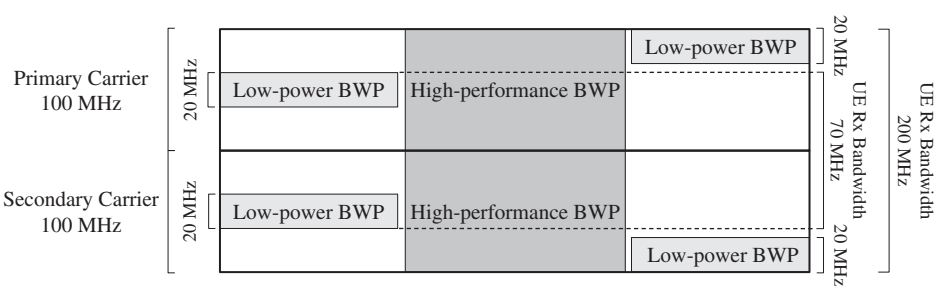 Primary Carrier
100 MHz
20 MHz
Low-power BWP
High-performance BWP
Low-power BWP
20 MHz
Secondary Carrier
100 MHz
20 MHz
Low-power BWP
High-performance BWP
Low-power BWP
20 MHz
UE Rx Bandwidth
70 MHz
UE Rx Bandwidth
200 MHz